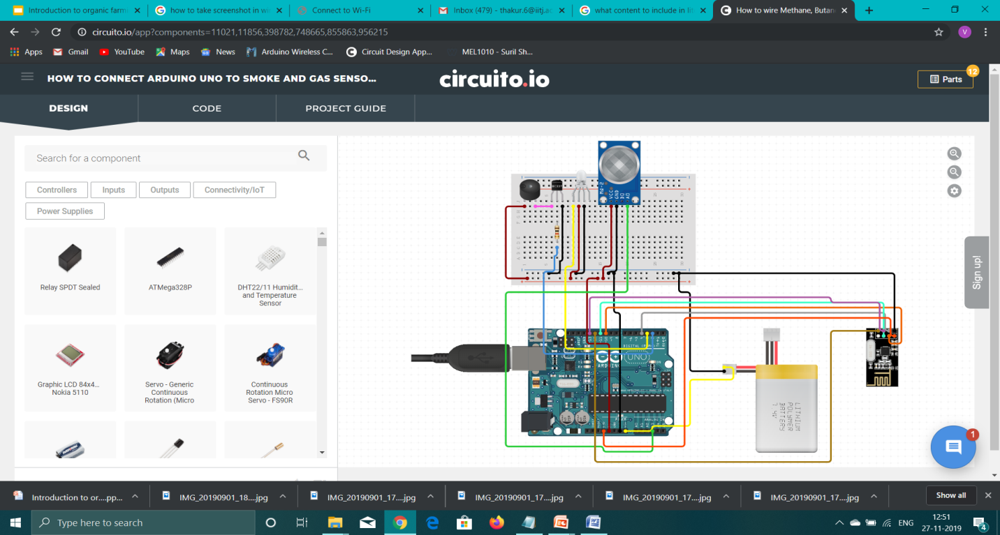 Introduction to organic farmi
how to take screenshot in wi
Connect to Wi-Fi
Inbox (479) - thakur.6@iitj.ac
what content to include in lit
How to wire Methane, Butan
circuito.io/app?components=11021,11856,398782,748665,855863,956215
V
Apps
Gmail
YouTube
Maps
News
Arduino Wireless C...
Circuit Design App...
MEL1010 - Suril Sh...
HOW TO CONNECT ARDUINO UNO TO SMOKE AND GAS SENSO...
circuito.io
Parts
12
DESIGN
CODE
PROJECT GUIDE
Search for a component
Controllers
Inputs
Outputs
Connectivity/IoT
Power Supplies
Relay SPDT Sealed
ATMega328P
DHT22/11 Humidit...
and Temperature
Sensor
Graphic LCD 84x4...
Nokia 5110
Servo - Generic
Continuous
Rotation (Micro
Continuous
Rotation Micro
Servo - FS90R
MQ-2
VCC
GND
DO
AO
UNO
LITHIUM
POLYMER
BATTERY
7.4V
Sign up!
1
Introduction to or....pp...
IMG_20190901_18....jpg
IMG_20190901_17....jpg
IMG_20190901_17....jpg
IMG_20190901_17....jpg
IMG_20190901_17....jpg
Show all
Type here to search
ENG
12:51
27-11-2019
4